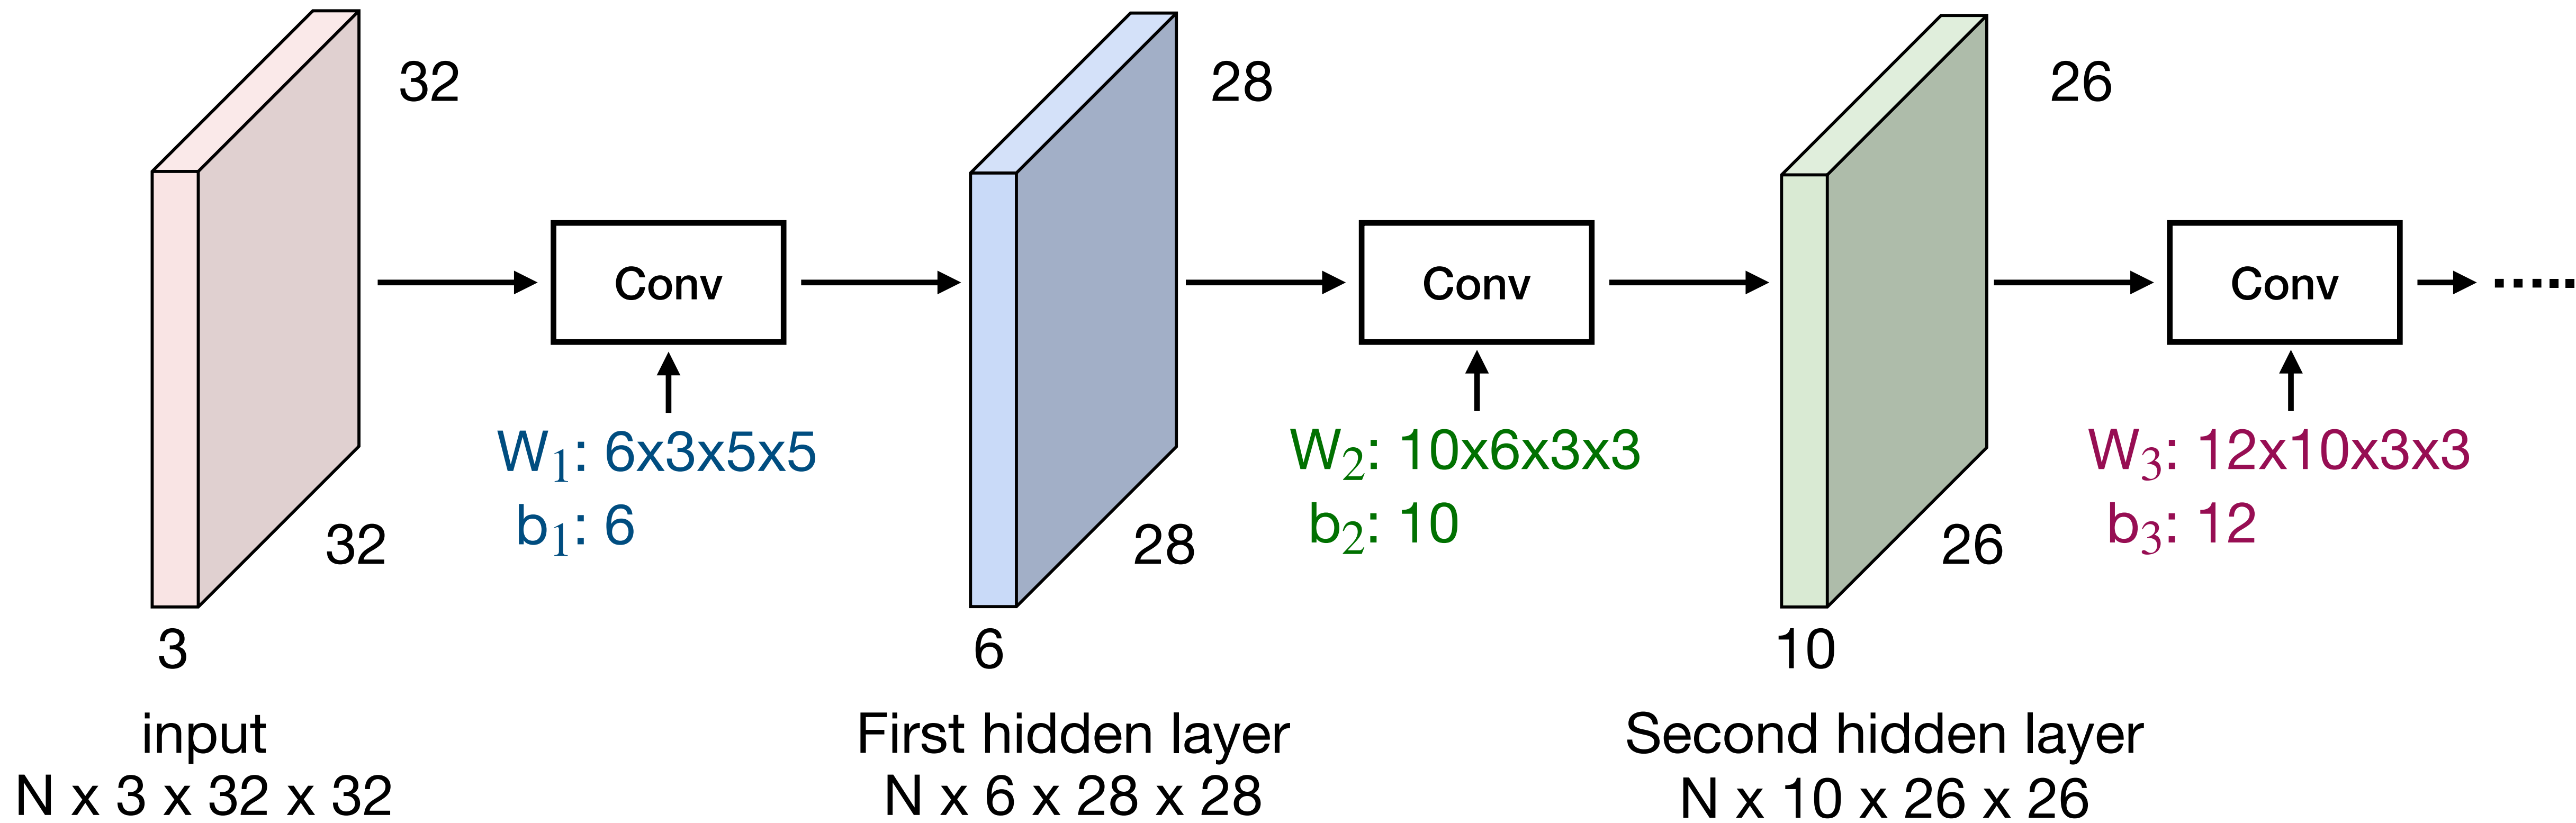 32
28
26
Conv
Conv
Conv
W₁: 6x3x5x5
b₁: 6
W₂: 10x6x3x3
b₂: 10
W₃: 12x10x3x3
b₃: 12
32
28
26
3
6
10
input
N x 3 x 32 x 32
First hidden layer
N x 6 x 28 x 28
Second hidden layer
N x 10 x 26 x 26